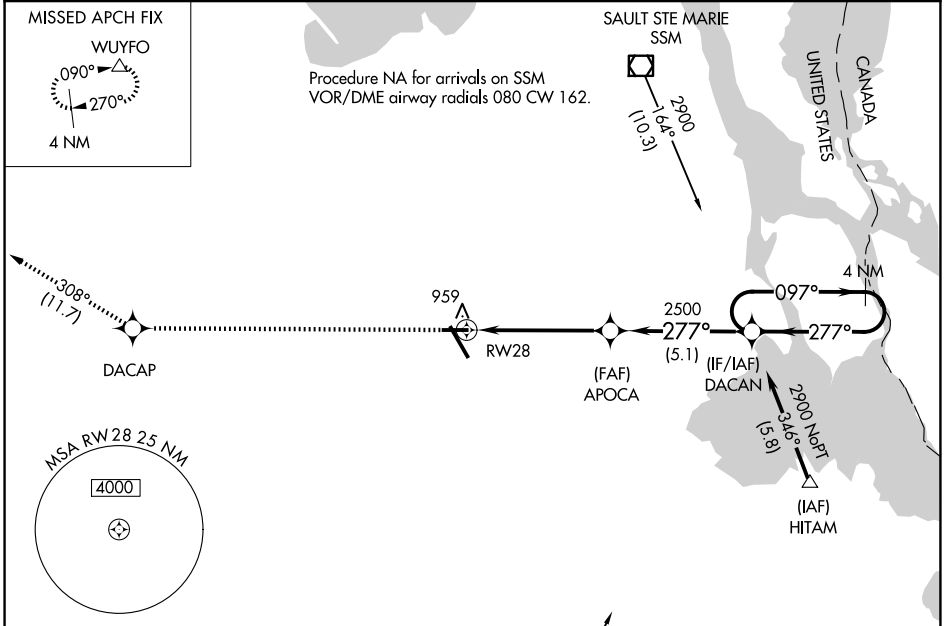 MISSED APCH FIX
WUYFO
090°
270°
4 NM
Procedure NA for arrivals on SSM
VOR/DME airway radials 080 CW 162.
SAULT STE MARIE
SSM
2900
164°
(10.3)
CANADA
UNITED STATES
4 NM
097°
277°
308°
(11.7)
DACAP
959
RW28
2500
277°
(5.1)
(FAF)
APOCA
(IF/IAF)
DACAN
2900 NoPT
346°
(5.8)
(IAF)
HITAM
MSA RW28 25 NM
4000